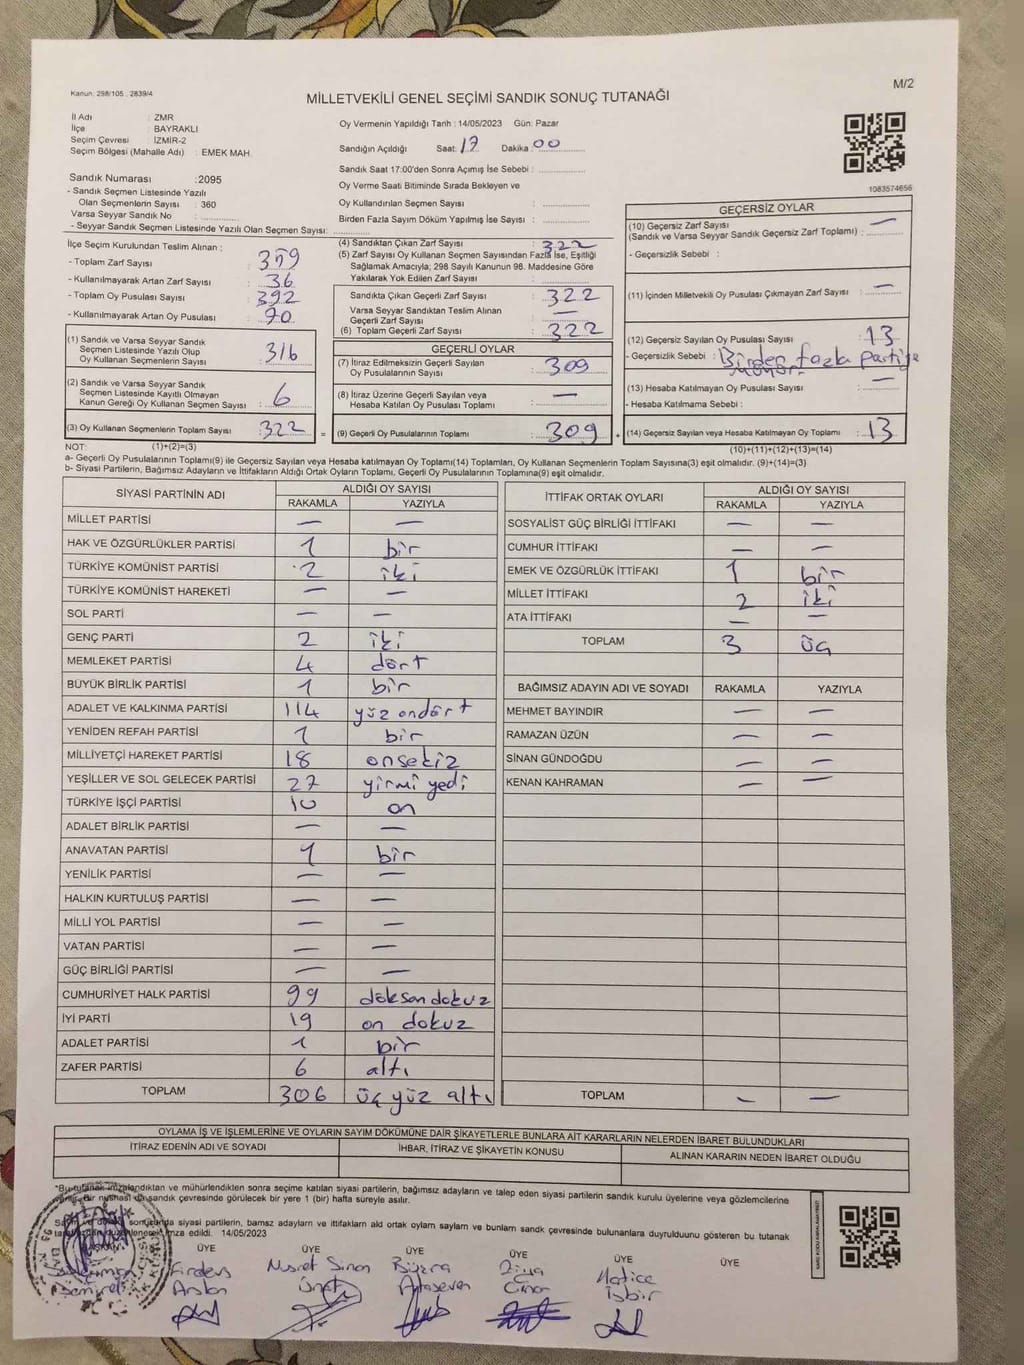 Kanun: 298/105 , 2839/4
M/2
MİLLETVEKİLİ GENEL SEÇİMİ SANDIK SONUÇ TUTANAĞI
İl Adı : ZMR
İlçe : BAYRAKLI
Seçim Çevresi : İZMİR-2
Seçim Bölgesi (Mahalle Adı) : EMEK MAH.
Oy Vermenin Yapıldığı Tarih : 14/05/2023 Gün: Pazar
Sandığın Açıldığı Saat: 17 Dakika : 00
Sandık Saat 17:00'den Sonra Açımış İse Sebebi :
Oy Verme Saati Bitiminde Sırada Bekleyen ve
Oy Kullandırılan Seçmen Sayısı :
Birden Fazla Sayım Döküm Yapılmış İse Sayısı :
1083574656
Sandık Numarası :2095
- Sandık Seçmen Listesinde Yazılı
Olan Seçmenlerin Sayısı : 360
Varsa Seyyar Sandık No :
- Seyyar Sandık Seçmen Listesinde Yazılı Olan Seçmen Sayısı:
İlçe Seçim Kurulundan Teslim Alınan :
- Toplam Zarf Sayısı : 359
- Kullanılmayarak Artan Zarf Sayısı : 36
- Toplam Oy Pusulası Sayısı : 392
- Kullanılmayarak Artan Oy Pusulası : 70
(1) Sandık ve Varsa Seyyar Sandık
Seçmen Listesinde Yazılı Olup
Oy Kullanan Seçmenlerin Sayısı : 316
(2) Sandık ve Varsa Seyyar Sandık
Seçmen Listesinde Kayıtlı Olmayan
Kanun Gereği Oy Kullanan Seçmen Sayısı : 6
(3) Oy Kullanan Seçmenlerin Toplam Sayısı : 322
(4) Sandıktan Çıkan Zarf Sayısı : 322
(5) Zarf Sayısı Oy Kullanan Seçmen Sayısından Fazla İse, Eşitliği
Sağlamak Amacıyla; 298 Sayılı Kanunun 98. Maddesine Göre
Yakılarak Yok Edilen Zarf Sayısı :
Sandıkta Çıkan Geçerli Zarf Sayısı : 322
Varsa Seyyar Sandıktan Teslim Alınan
Geçerli Zarf Sayısı : —
(6) Toplam Geçerli Zarf Sayısı : 322
GEÇERLİ OYLAR
(7) İtiraz Edilmeksizin Geçerli Sayılan
Oy Pusulalarının Sayısı : 309
(8) İtiraz Üzerine Geçerli Sayılan veya
Hesaba Katılan Oy Pusulası Toplamı : —
= (9) Geçerli Oy Pusulalarının Toplamı : 309 +
GEÇERSİZ OYLAR
(10) Geçersiz Zarf Sayısı —
(Sandık ve Varsa Seyyar Sandık Geçersiz Zarf Toplamı) :
- Geçersizlik Sebebi :
(11) İçinden Milletvekili Oy Pusulası Çıkmayan Zarf Sayısı : —
(12) Geçersiz Sayılan Oy Pusulası Sayısı : 13
- Geçersizlik Sebebi : Birden fazla partiye
(13) Hesaba Katılmayan Oy Pusulası Sayısı : —
- Hesaba Katılmama Sebebi :
(14) Geçersiz Sayılan veya Hesaba Katılmayan Oy Toplamı : 13
NOT: (1)+(2)=(3)
(10)+(11)+(12)+(13)=(14)
a- Geçerli Oy Pusulalarının Toplamı(9) ile Geçersiz Sayılan veya Hesaba katılmayan Oy Toplamı(14) Toplamları, Oy Kullanan Seçmenlerin Toplam Sayısına(3) eşit olmalıdır. (9)+(14)=(3)
b- Siyasi Partilerin, Bağımsız Adayların ve İttifakların Aldığı Ortak Oyların Toplamı, Geçerli Oy Pusulalarının Toplamına(9) eşit olmalıdır.
SİYASİ PARTİNİN ADI ALDIĞI OY SAYISI
RAKAMLA YAZIYLA
MİLLET PARTİSİ — —
HAK VE ÖZGÜRLÜKLER PARTİSİ 1 bir
TÜRKİYE KOMÜNİST PARTİSİ 2 iki
TÜRKİYE KOMÜNİST HAREKETİ — —
SOL PARTİ — —
GENÇ PARTİ 2 iki
MEMLEKET PARTİSİ 4 dört
BÜYÜK BİRLİK PARTİSİ 1 bir
ADALET VE KALKINMA PARTİSİ 114 yüz ondört
YENİDEN REFAH PARTİSİ 1 bir
MİLLİYETÇİ HAREKET PARTİSİ 18 onsekiz
YEŞİLLER VE SOL GELECEK PARTİSİ 27 yirmi yedi
TÜRKİYE İŞÇİ PARTİSİ 10 on
ADALET BİRLİK PARTİSİ — —
ANAVATAN PARTİSİ 1 bir
YENİLİK PARTİSİ — —
HALKIN KURTULUŞ PARTİSİ — —
MİLLİ YOL PARTİSİ — —
VATAN PARTİSİ — —
GÜÇ BİRLİĞİ PARTİSİ — —
CUMHURİYET HALK PARTİSİ 99 doksandokuz
İYİ PARTİ 19 on dokuz
ADALET PARTİSİ 1 bir
ZAFER PARTİSİ 6 altı
TOPLAM 306 üç yüz altı
İTTİFAK ORTAK OYLARI ALDIĞI OY SAYISI
RAKAMLA YAZIYLA
SOSYALİST GÜÇ BİRLİĞİ İTTİFAKI — —
CUMHUR İTTİFAKI — —
EMEK VE ÖZGÜRLÜK İTTİFAKI 1 bir
MİLLET İTTİFAKI 2 iki
ATA İTTİFAKI — —
TOPLAM 3 üç
BAĞIMSIZ ADAYIN ADI VE SOYADI RAKAMLA YAZIYLA
MEHMET BAYINDIR — —
RAMAZAN ÜZÜN — —
SİNAN GÜNDOĞDU — —
KENAN KAHRAMAN — —
TOPLAM — —
OYLAMA İŞ VE İŞLEMLERİNE VE OYLARIN SAYIM DÖKÜMÜNE DAİR ŞİKAYETLERLE BUNLARA AİT KARARLARIN NELERDEN İBARET BULUNDUKLARI
İTİRAZ EDENİN ADI VE SOYADI İHBAR, İTİRAZ VE ŞİKAYETİN KONUSU ALINAN KARARIN NEDEN İBARET OLDUĞU
*Bu tutanak imzalandıktan ve mühürlendikten sonra seçime katılan siyasi partilerin, bağımsız adayların ve talep eden siyasi partilerin sandık kurulu üyelerine veya gözlemcilerine
verilir. Bir nüshası da sandık çevresinde görülecek bir yere 1 (bir) hafta süreyle asılır.
sonucunda siyasi partilerin, bamsz adaylarn ve ittifaklarn ald ortak oylarn saylarn ve bunlarn sandk çevresinde bulunanlara duyrulduunu gösteren bu tutanak
imza edildi. 14/05/2023
ÜYE ÜYE ÜYE ÜYE ÜYE ÜYE
Süleyman Firdevs Nusret Sinan Büşra Ziya Hatice
Demirel Arslan Ünat Çınar İşbir